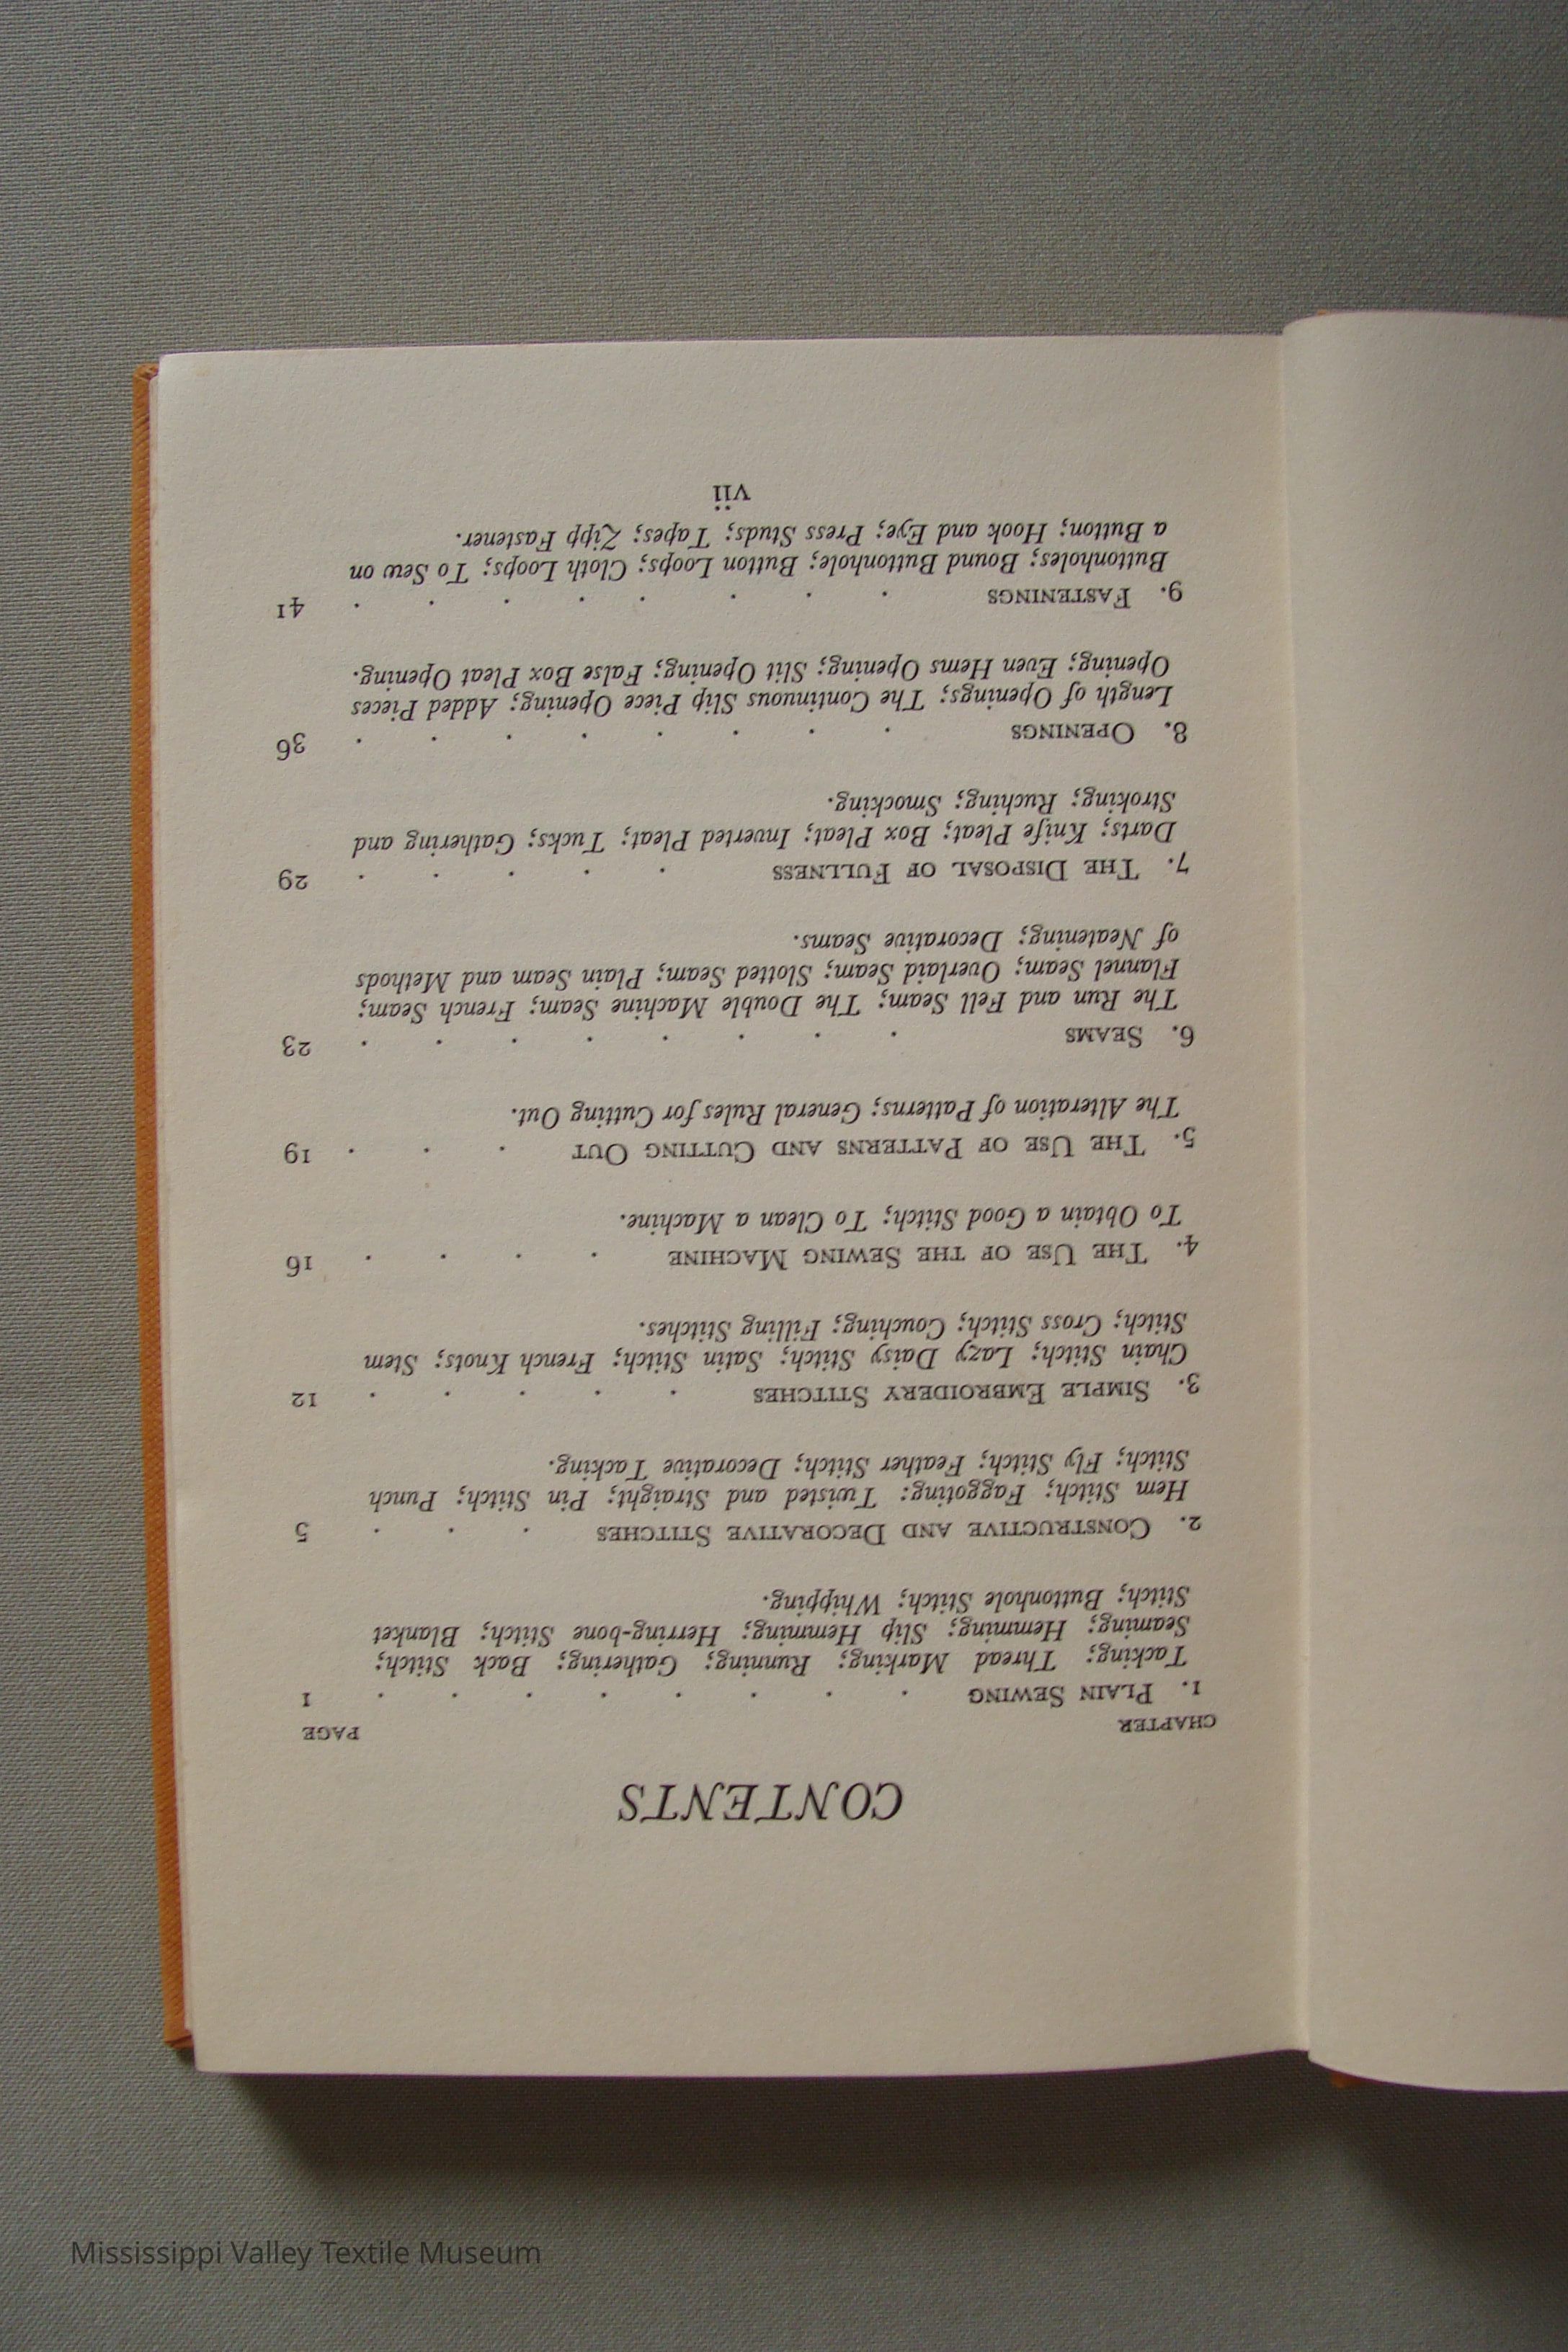 CONTENTS
CHAPTER PAGE
1. PLAIN SEWING . . . . . . . . 1
Tacking; Thread Marking; Running; Gathering; Back Stitch;
Seaming; Hemming; Slip Hemming; Herring-bone Stitch; Blanket
Stitch; Buttonhole Stitch; Whipping.
2. CONSTRUCTIVE AND DECORATIVE STITCHES . . . 5
Hem Stitch; Faggoting: Twisted and Straight; Pin Stitch; Punch
Stitch; Fly Stitch; Feather Stitch; Decorative Tacking.
3. SIMPLE EMBROIDERY STITCHES . . . . . 12
Chain Stitch; Lazy Daisy Stitch; Satin Stitch; French Knots; Stem
Stitch; Cross Stitch; Couching; Filling Stitches.
4. THE USE OF THE SEWING MACHINE . . . . 16
To Obtain a Good Stitch; To Clean a Machine.
5. THE USE OF PATTERNS AND CUTTING OUT . . . 19
The Alteration of Patterns; General Rules for Cutting Out.
6. SEAMS . . . . . . . . 23
The Run and Fell Seam; The Double Machine Seam; French Seam;
Flannel Seam; Overlaid Seam; Slotted Seam; Plain Seam and Methods
of Neatening; Decorative Seams.
7. THE DISPOSAL OF FULLNESS . . . . . 29
Darts; Knife Pleat; Box Pleat; Inverted Pleat; Tucks; Gathering and
Stroking; Ruching; Smocking.
8. OPENINGS . . . . . . . . 36
Length of Openings; The Continuous Slip Piece Opening; Added Pieces
Opening; Even Hems Opening; Slit Opening; False Box Pleat Opening.
9. FASTENINGS . . . . . . . . 41
Buttonholes; Bound Buttonhole; Button Loops; Cloth Loops; To Sew on
a Button; Hook and Eye; Press Studs; Tapes; Zipp Fastener.
vii
Mississippi Valley Textile Museum